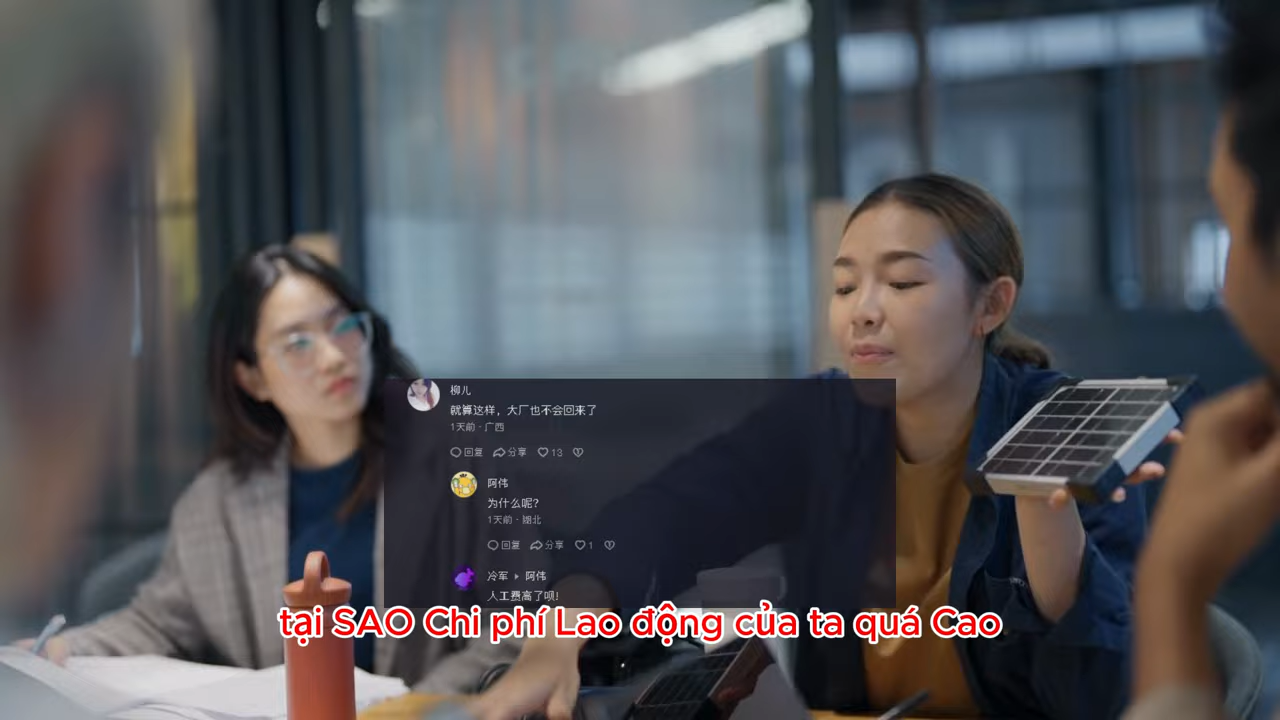 柳儿
就算这样，大厂也不会回来了
1天前 · 广西
回复 分享 13
阿伟
为什么呢?
1天前 · 湖北
回复 分享 1
冷军 ▸ 阿伟
人工费高了呗!
tại SAO Chi phí Lao động của ta quá Cao